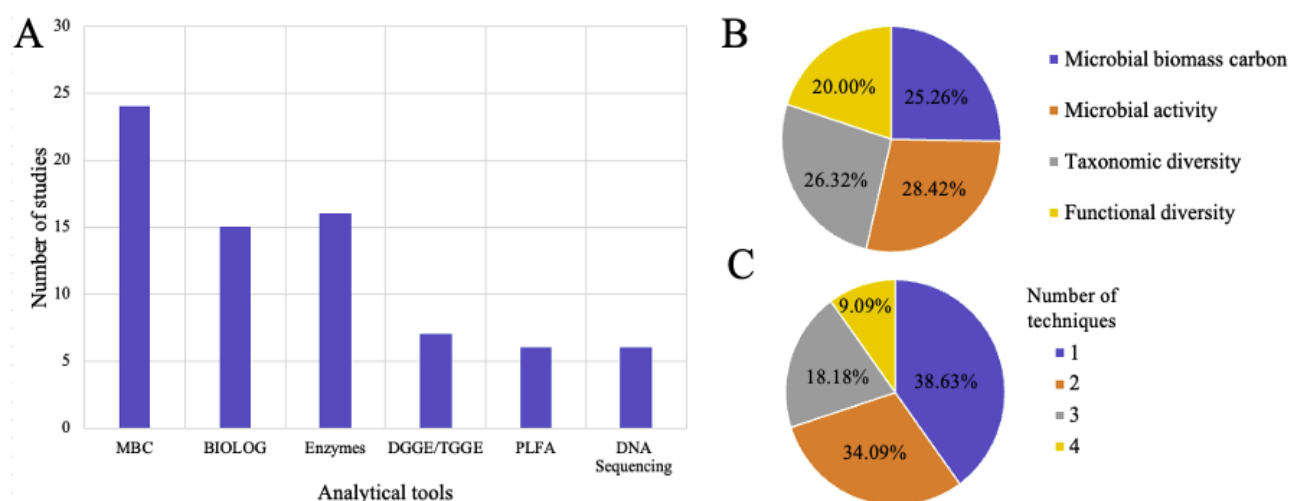 A
30
25
20
15
10
5
0
Number of studies
MBC
BIOLOG
Enzymes
DGGE/TGGE
PLFA
DNA
Sequencing
Analytical tools
B
20.00%
25.26%
26.32%
28.42%
Microbial biomass carbon
Microbial activity
Taxonomic diversity
Functional diversity
C
9.09%
18.18%
38.63%
34.09%
Number of
techniques
1
2
3
4